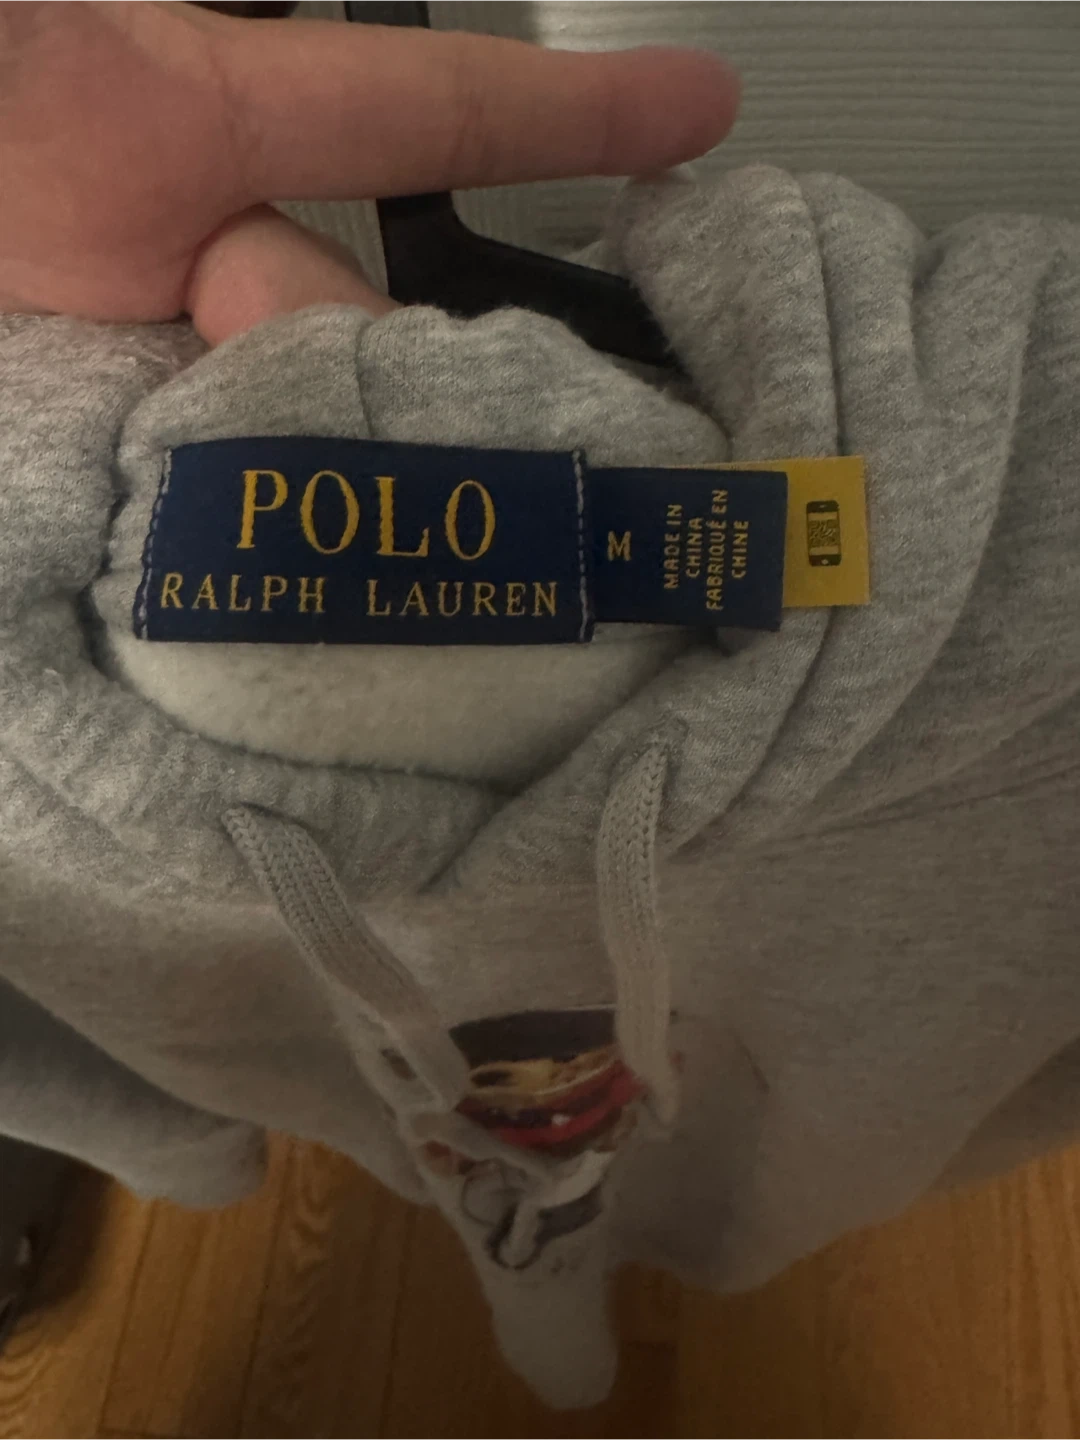 POLO
RALPH LAUREN
M
MADE IN
CHINA
FABRIQUÉ EN
CHINE